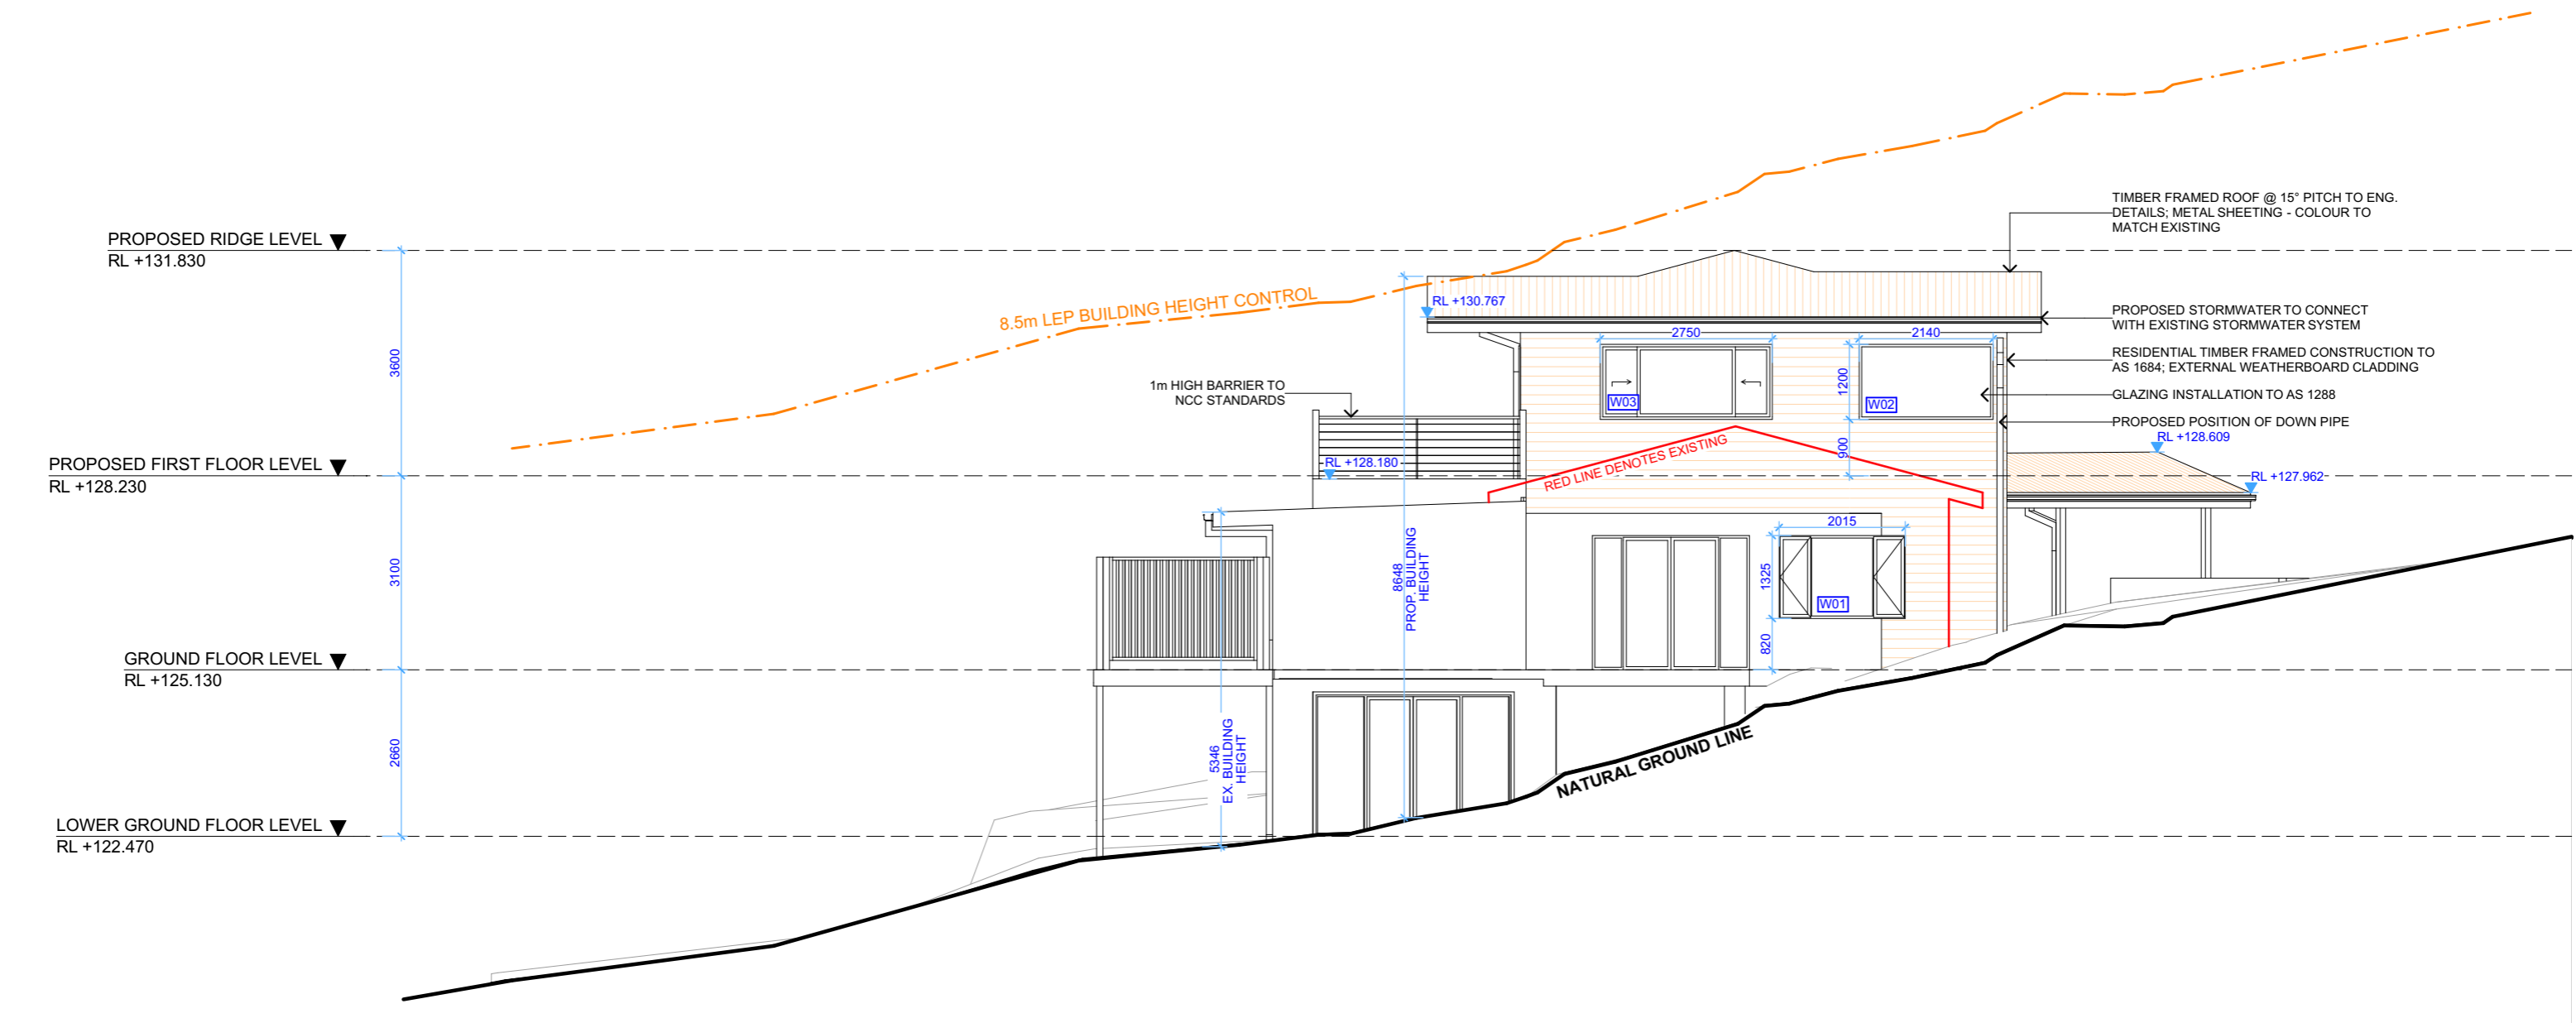 TIMBER FRAMED ROOF @ 15° PITCH TO ENG.
DETAILS; METAL SHEETING - COLOUR TO
MATCH EXISTING
PROPOSED RIDGE LEVEL
RL +131.830
8.5m LEP BUILDING HEIGHT CONTROL
RL +130.767
PROPOSED STORMWATER TO CONNECT
WITH EXISTING STORMWATER SYSTEM
2750
2140
3600
1200
RESIDENTIAL TIMBER FRAMED CONSTRUCTION TO
AS 1684; EXTERNAL WEATHERBOARD CLADDING
1m HIGH BARRIER TO
NCC STANDARDS
W03
W02
GLAZING INSTALLATION TO AS 1288
PROPOSED POSITION OF DOWN PIPE
RL +128.609
900
RED LINE DENOTES EXISTING
PROPOSED FIRST FLOOR LEVEL
RL +128.230
RL +128.180
RL +127.962
2015
3100
8648
PROP. BUILDING
HEIGHT
1325
W01
820
GROUND FLOOR LEVEL
RL +125.130
2660
5346
EX. BUILDING
HEIGHT
NATURAL GROUND LINE
LOWER GROUND FLOOR LEVEL
RL +122.470